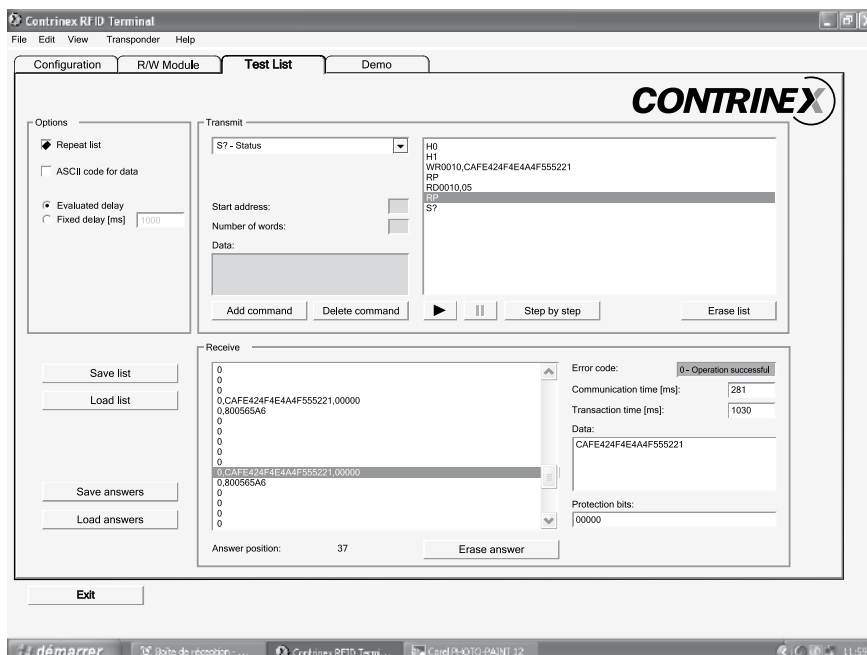 Contrinex RFID Terminal
File Edit View Transponder Help
Configuration R/W Module Test List Demo
CONTRINEX
Options
Repeat list
ASCII code for data
Evaluated delay
Fixed delay [ms] 1000
Transmit
S? - Status
Start address:
Number of words:
Data:
H0
H1
WR0010,CAFE424F4E4A4F555221
RP
RD0010,05
RP
S?
Add command Delete command Step by step Erase list
Save list
Load list
Save answers
Load answers
Receive
0
0
0
0,CAFE424F4E4A4F555221,00000
0,800565A6
0
0
0
0
0
0,CAFE424F4E4A4F555221,00000
0,800565A6
0
0
0
0
Answer position: 37 Erase answer
Error code: 0 - Operation successful
Communication time [ms]: 281
Transaction time [ms]: 1030
Data:
CAFE424F4E4A4F555221
Protection bits:
00000
Exit
démarrer Boîte de réception - ... Contrinex RFID Termi... Corel PHOTO-PAINT 12